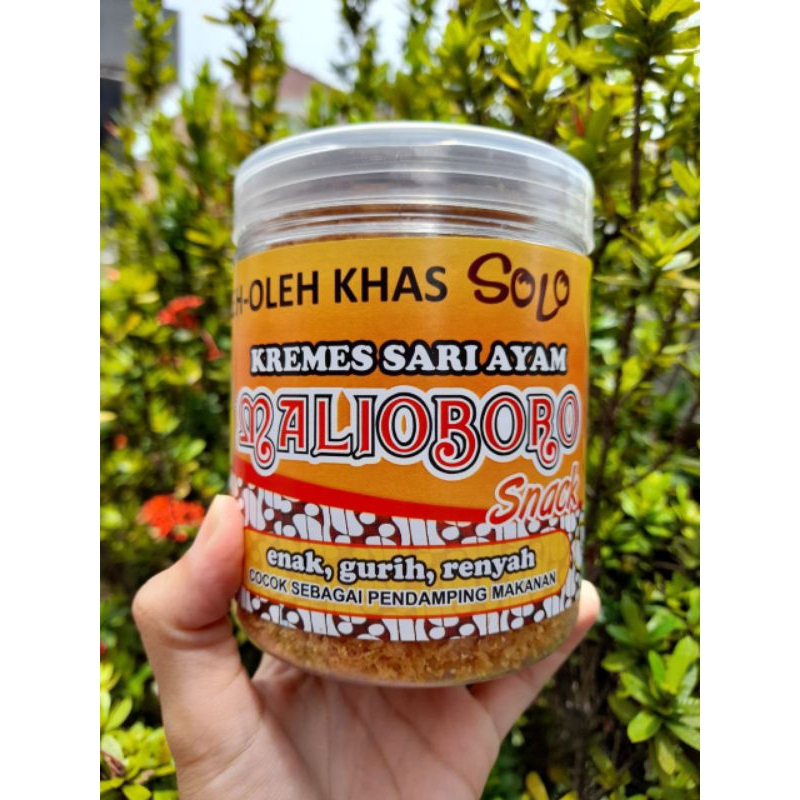 H-OLEH KHAS SOLO
KREMES SARI AYAM
MALIOBORO
Snack
enak, gurih, renyah
COCOK SEBAGAI PENDAMPING MAKANAN